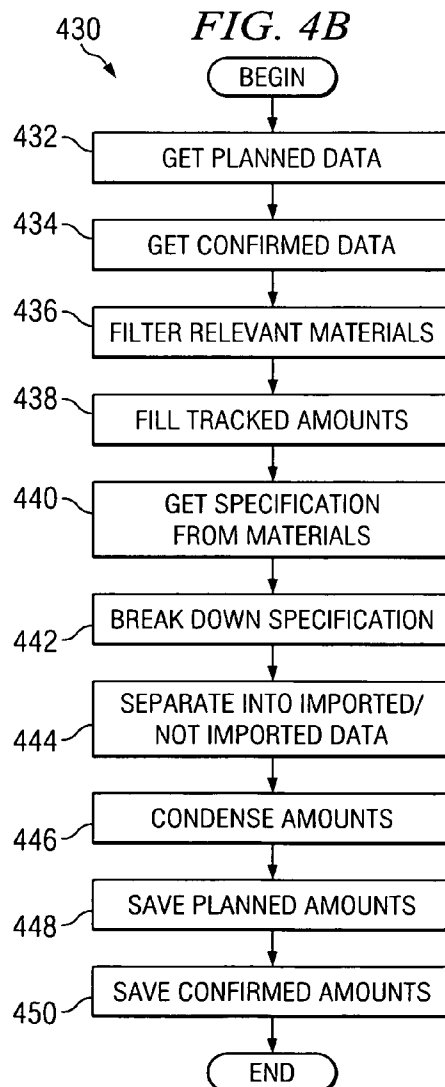 FIG. 4B
430
BEGIN
432
GET PLANNED DATA
434
GET CONFIRMED DATA
436
FILTER RELEVANT MATERIALS
438
FILL TRACKED AMOUNTS
440
GET SPECIFICATION
FROM MATERIALS
442
BREAK DOWN SPECIFICATION
444
SEPARATE INTO IMPORTED/
NOT IMPORTED DATA
446
CONDENSE AMOUNTS
448
SAVE PLANNED AMOUNTS
450
SAVE CONFIRMED AMOUNTS
END